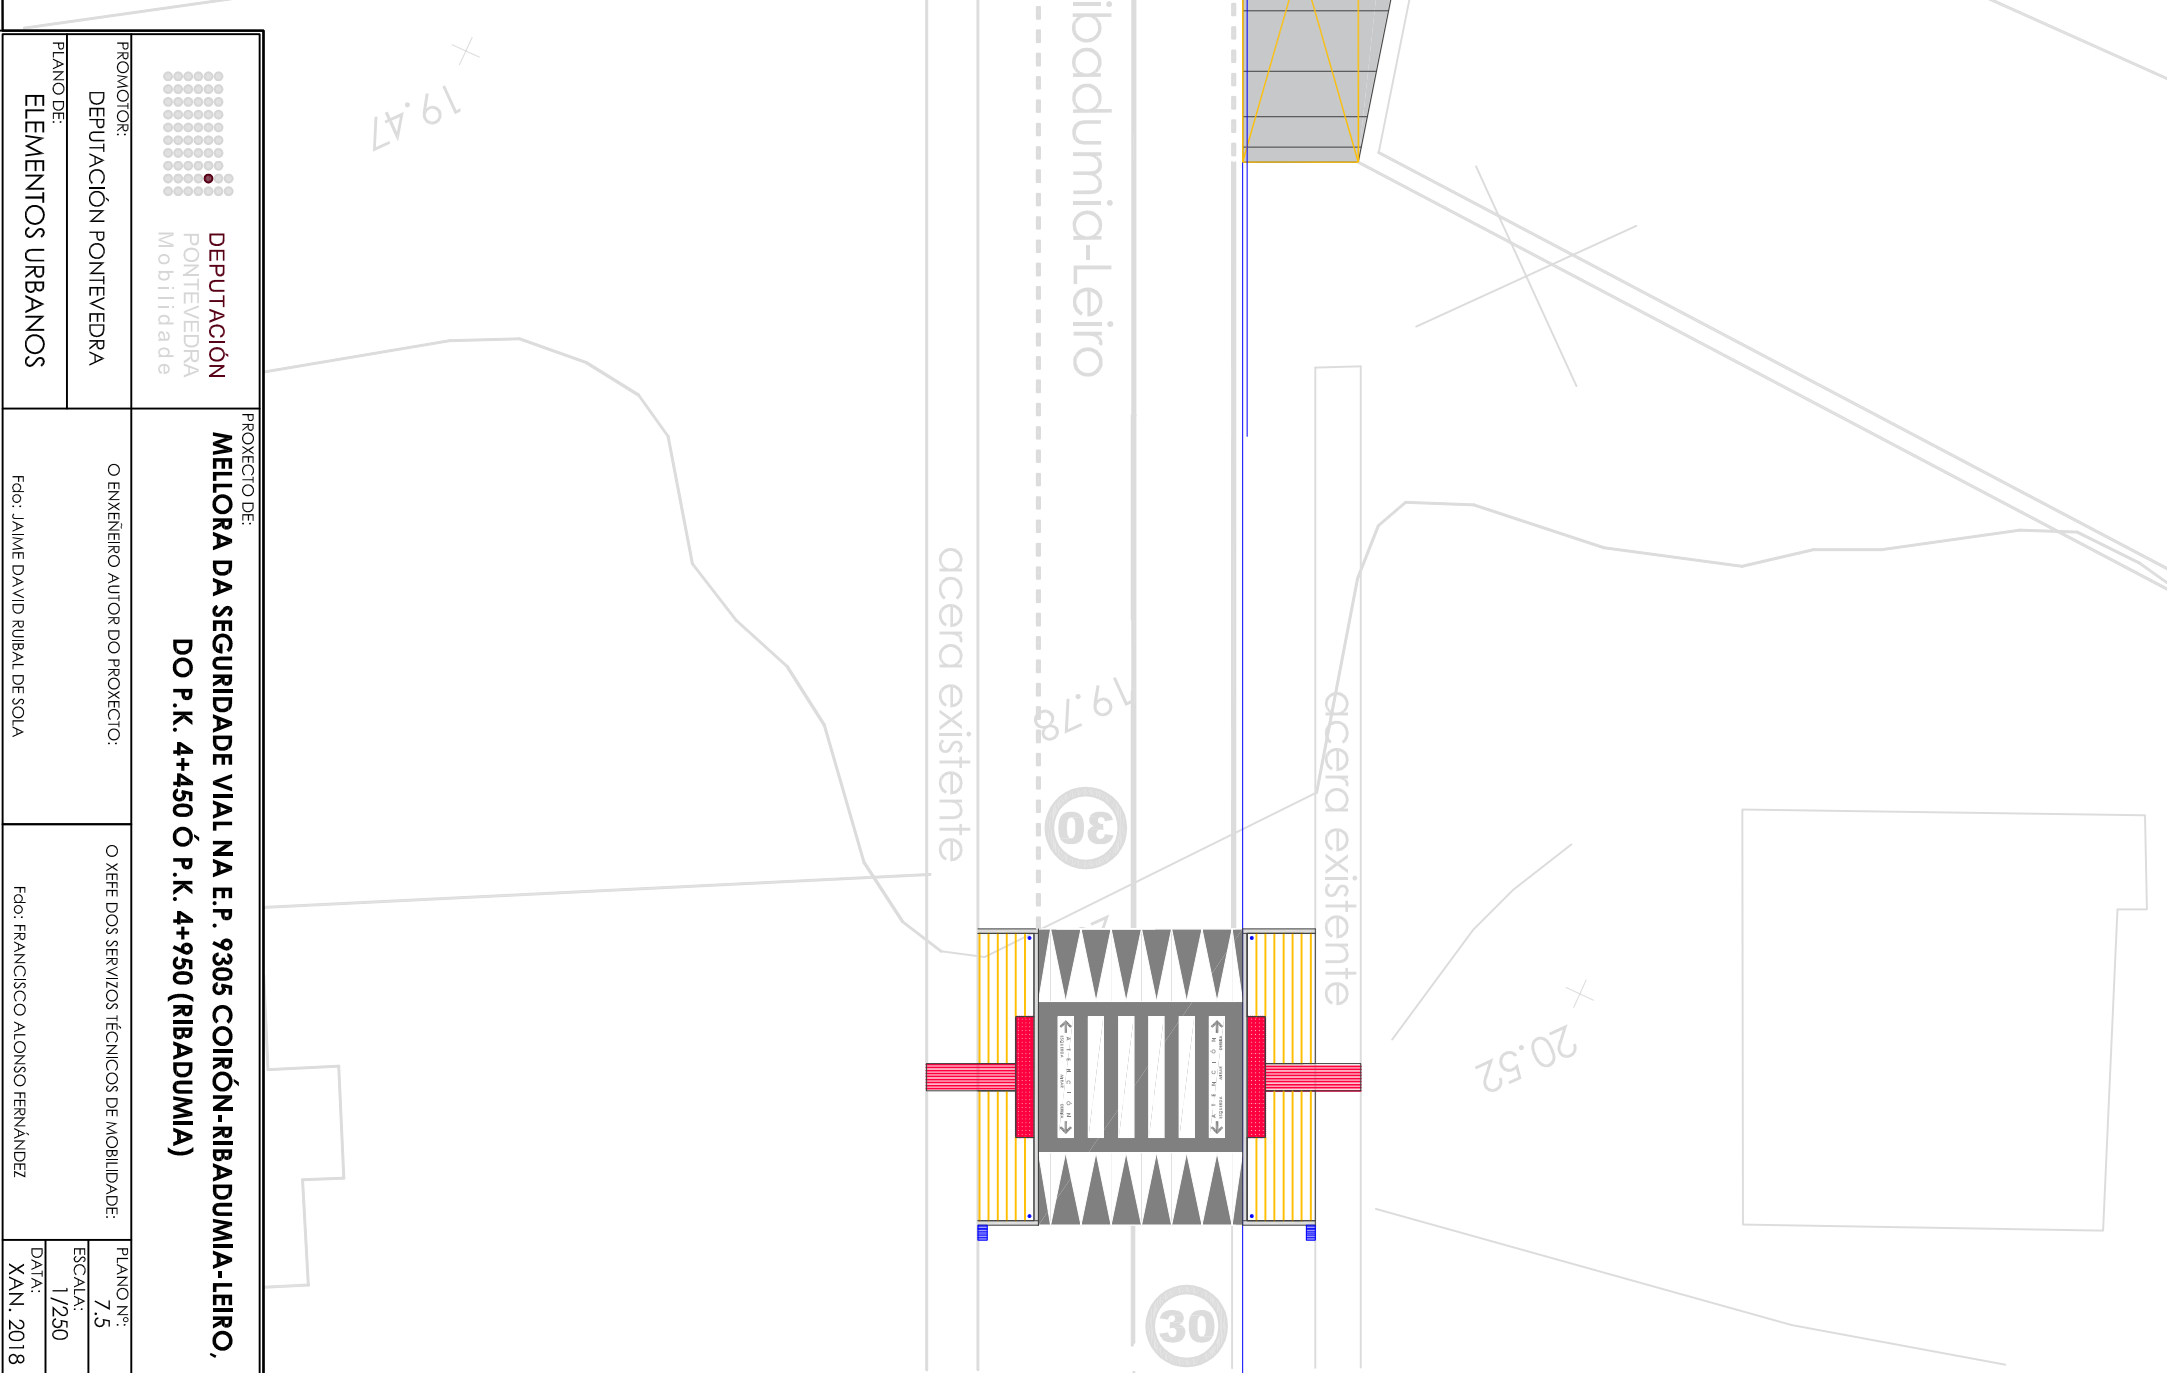 DEPUTACIÓN
PONTEVEDRA
Mobilidade
PROMOTOR:
DEPUTACIÓN PONTEVEDRA
PLANO DE:
ELEMENTOS URBANOS
PROXECTO DE:
MELLORA DA SEGURIDADE VIAL NA E.P. 9305 COIRÓN-RIBADUMIA-LEIRO,
DO P.K. 4+450 Ó P.K. 4+950 (RIBADUMIA)
O ENXEÑEIRO AUTOR DO PROXECTO:
Fdo: JAIME DAVID RUIBAL DE SOLA
O XEFE DOS SERVIZOS TÉCNICOS DE MOBILIDADE:
Fdo: FRANCISCO ALONSO FERNÁNDEZ
PLANO Nº:
7.5
ESCALA:
1/250
DATA:
XAN. 2018
19.47
ibadumia-Leiro
acera existente
19.78
30
acera existente
20.52
ATENCIÓN
ATENCIÓN
30